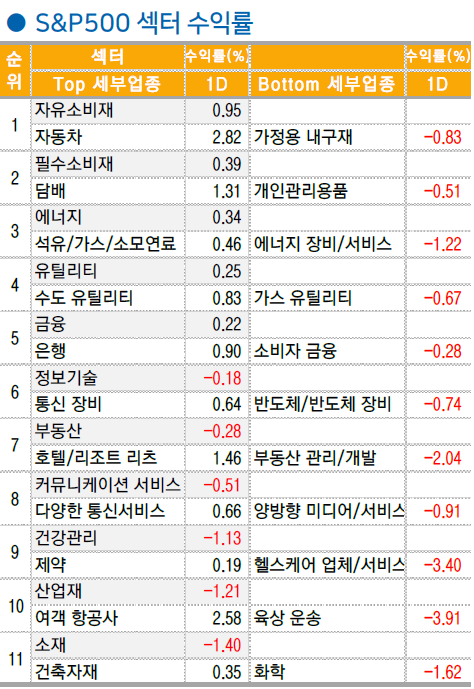 ● S&P500 섹터 수익률
순위 섹터 수익률(%) 수익률(%)
Top 세부업종 1D Bottom 세부업종 1D
1 자유소비재 0.95
자동차 2.82 가정용 내구재 -0.83
2 필수소비재 0.39
담배 1.31 개인관리용품 -0.51
3 에너지 0.34
석유/가스/소모연료 0.46 에너지 장비/서비스 -1.22
4 유틸리티 0.25
수도 유틸리티 0.83 가스 유틸리티 -0.67
5 금융 0.22
은행 0.90 소비자 금융 -0.28
6 정보기술 -0.18
통신 장비 0.64 반도체/반도체 장비 -0.74
7 부동산 -0.28
호텔/리조트 리츠 1.46 부동산 관리/개발 -2.04
8 커뮤니케이션 서비스 -0.51
다양한 통신서비스 0.66 양방향 미디어/서비스 -0.91
9 건강관리 -1.13
제약 0.19 헬스케어 업체/서비스 -3.40
10 산업재 -1.21
여객 항공사 2.58 육상 운송 -3.91
11 소재 -1.40
건축자재 0.35 화학 -1.62